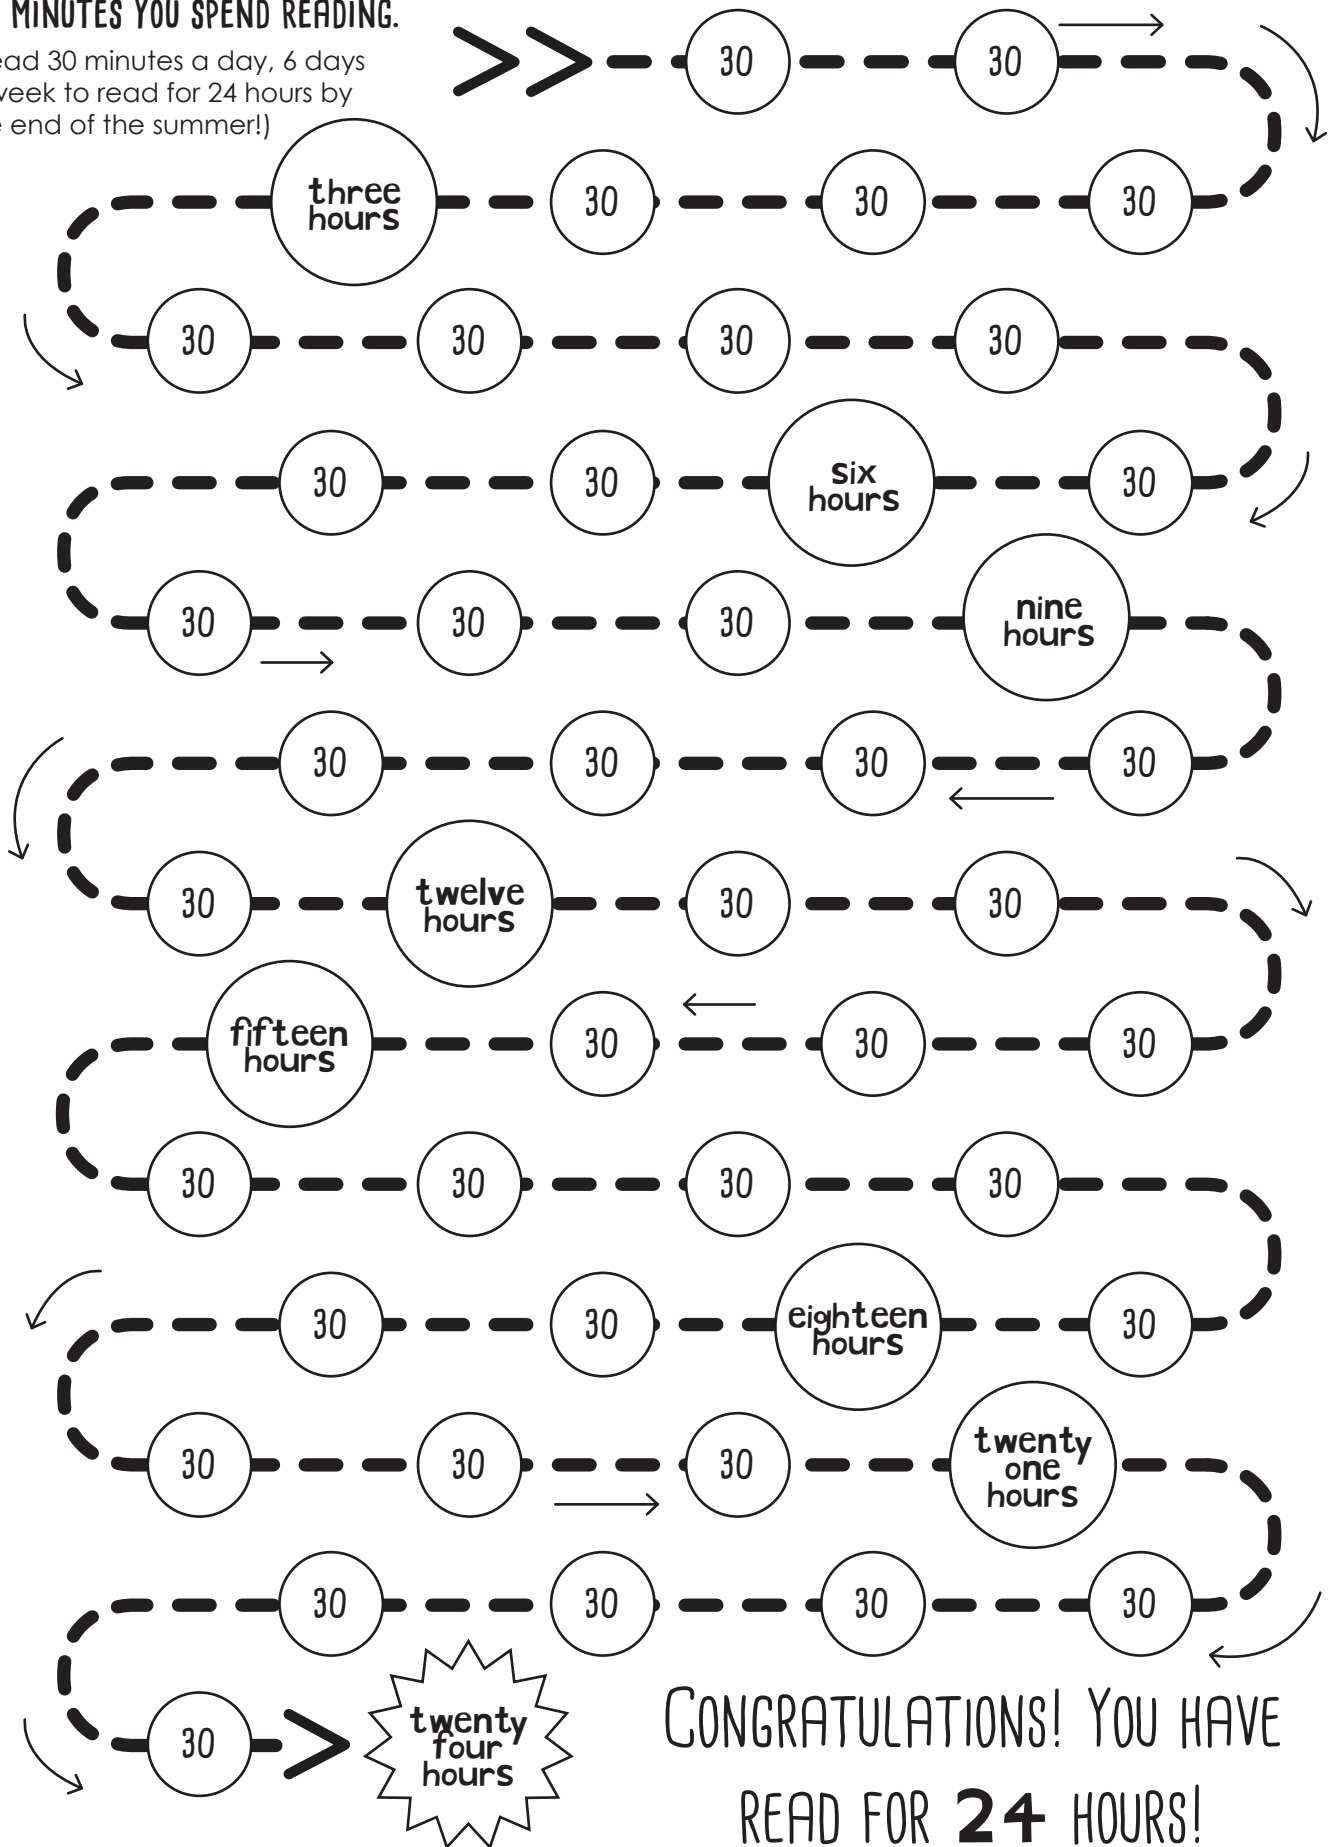 MINUTES YOU SPEND READING.
30 minutes a day, 6 days
to read for 24 hours by
end of the summer!)
30 30
three
hours
30 30 30
30 30 30 30
30 30
six
hours
30
30 30 30
nine
hours
30 30 30 30
30
twelve
hours
30 30
fifteen
hours
30 30 30
30 30 30 30
30 30
eighteen
hours
30
30 30 30
twenty
one
hours
30 30 30 30
30
twenty
four
hours
CONGRATULATIONS! YOU HAVE
READ FOR 24 HOURS!